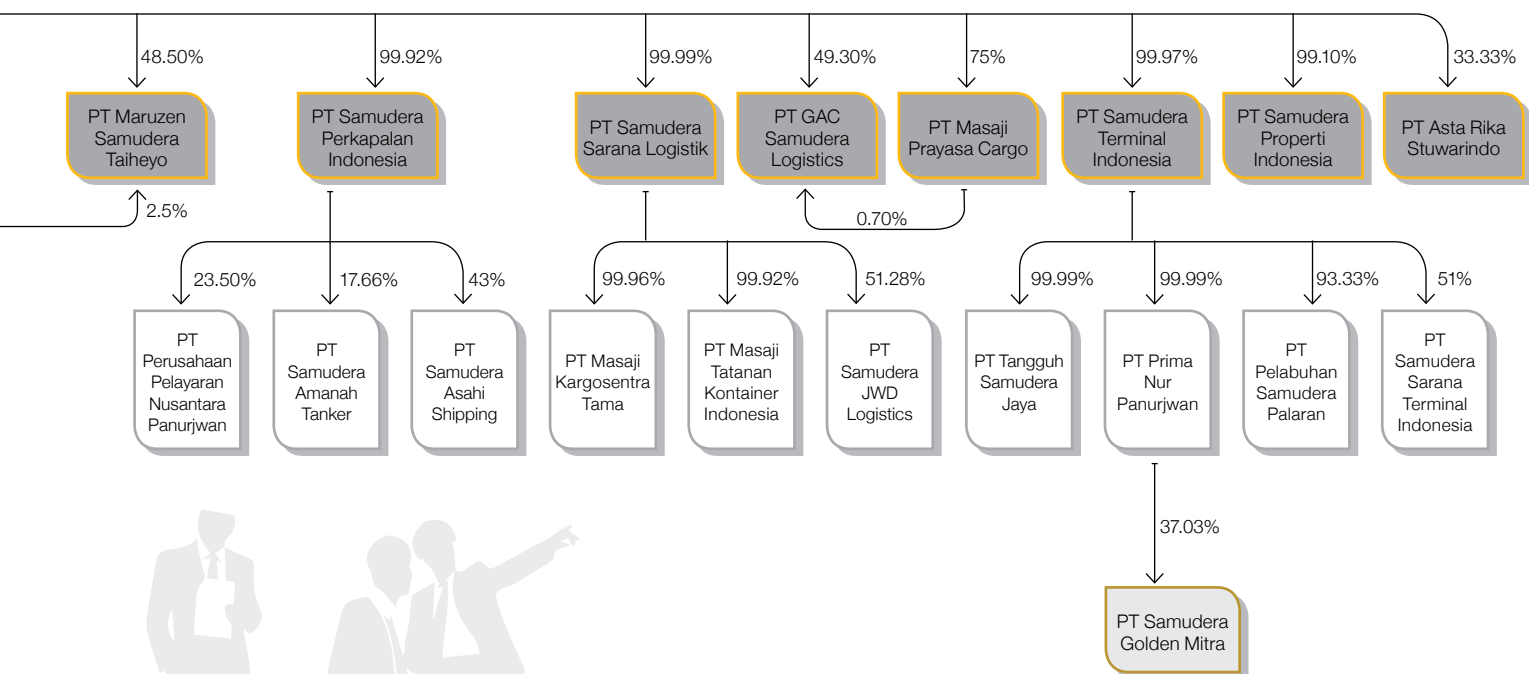 48.50%
99.92%
99.99%
49.30%
75%
99.97%
99.10%
33.33%
PT Maruzen
Samudera
Taiheyo
PT Samudera
Perkapalan
Indonesia
PT Samudera
Sarana Logistik
PT GAC
Samudera
Logistics
PT Masaji
Prayasa Cargo
PT Samudera
Terminal
Indonesia
PT Samudera
Properti
Indonesia
PT Asta Rika
Stuwarindo
2.5%
0.70%
23.50%
17.66%
43%
99.96%
99.92%
51.28%
99.99%
99.99%
93.33%
51%
PT
Perusahaan
Pelayaran
Nusantara
Panurjwan
PT
Samudera
Amanah
Tanker
PT
Samudera
Asahi
Shipping
PT Masaji
Kargosentra
Tama
PT Masaji
Tatanan
Kontainer
Indonesia
PT
Samudera
JWD
Logistics
PT Tangguh
Samudera
Jaya
PT Prima
Nur
Panurjwan
PT
Pelabuhan
Samudera
Palaran
PT
Samudera
Sarana
Terminal
Indonesia
37.03%
PT Samudera
Golden Mitra